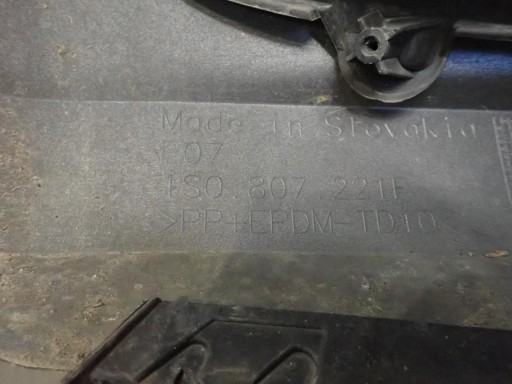 Made in Slovakia
E07
1S0.807.221F
>PP+EPDM-TD10<